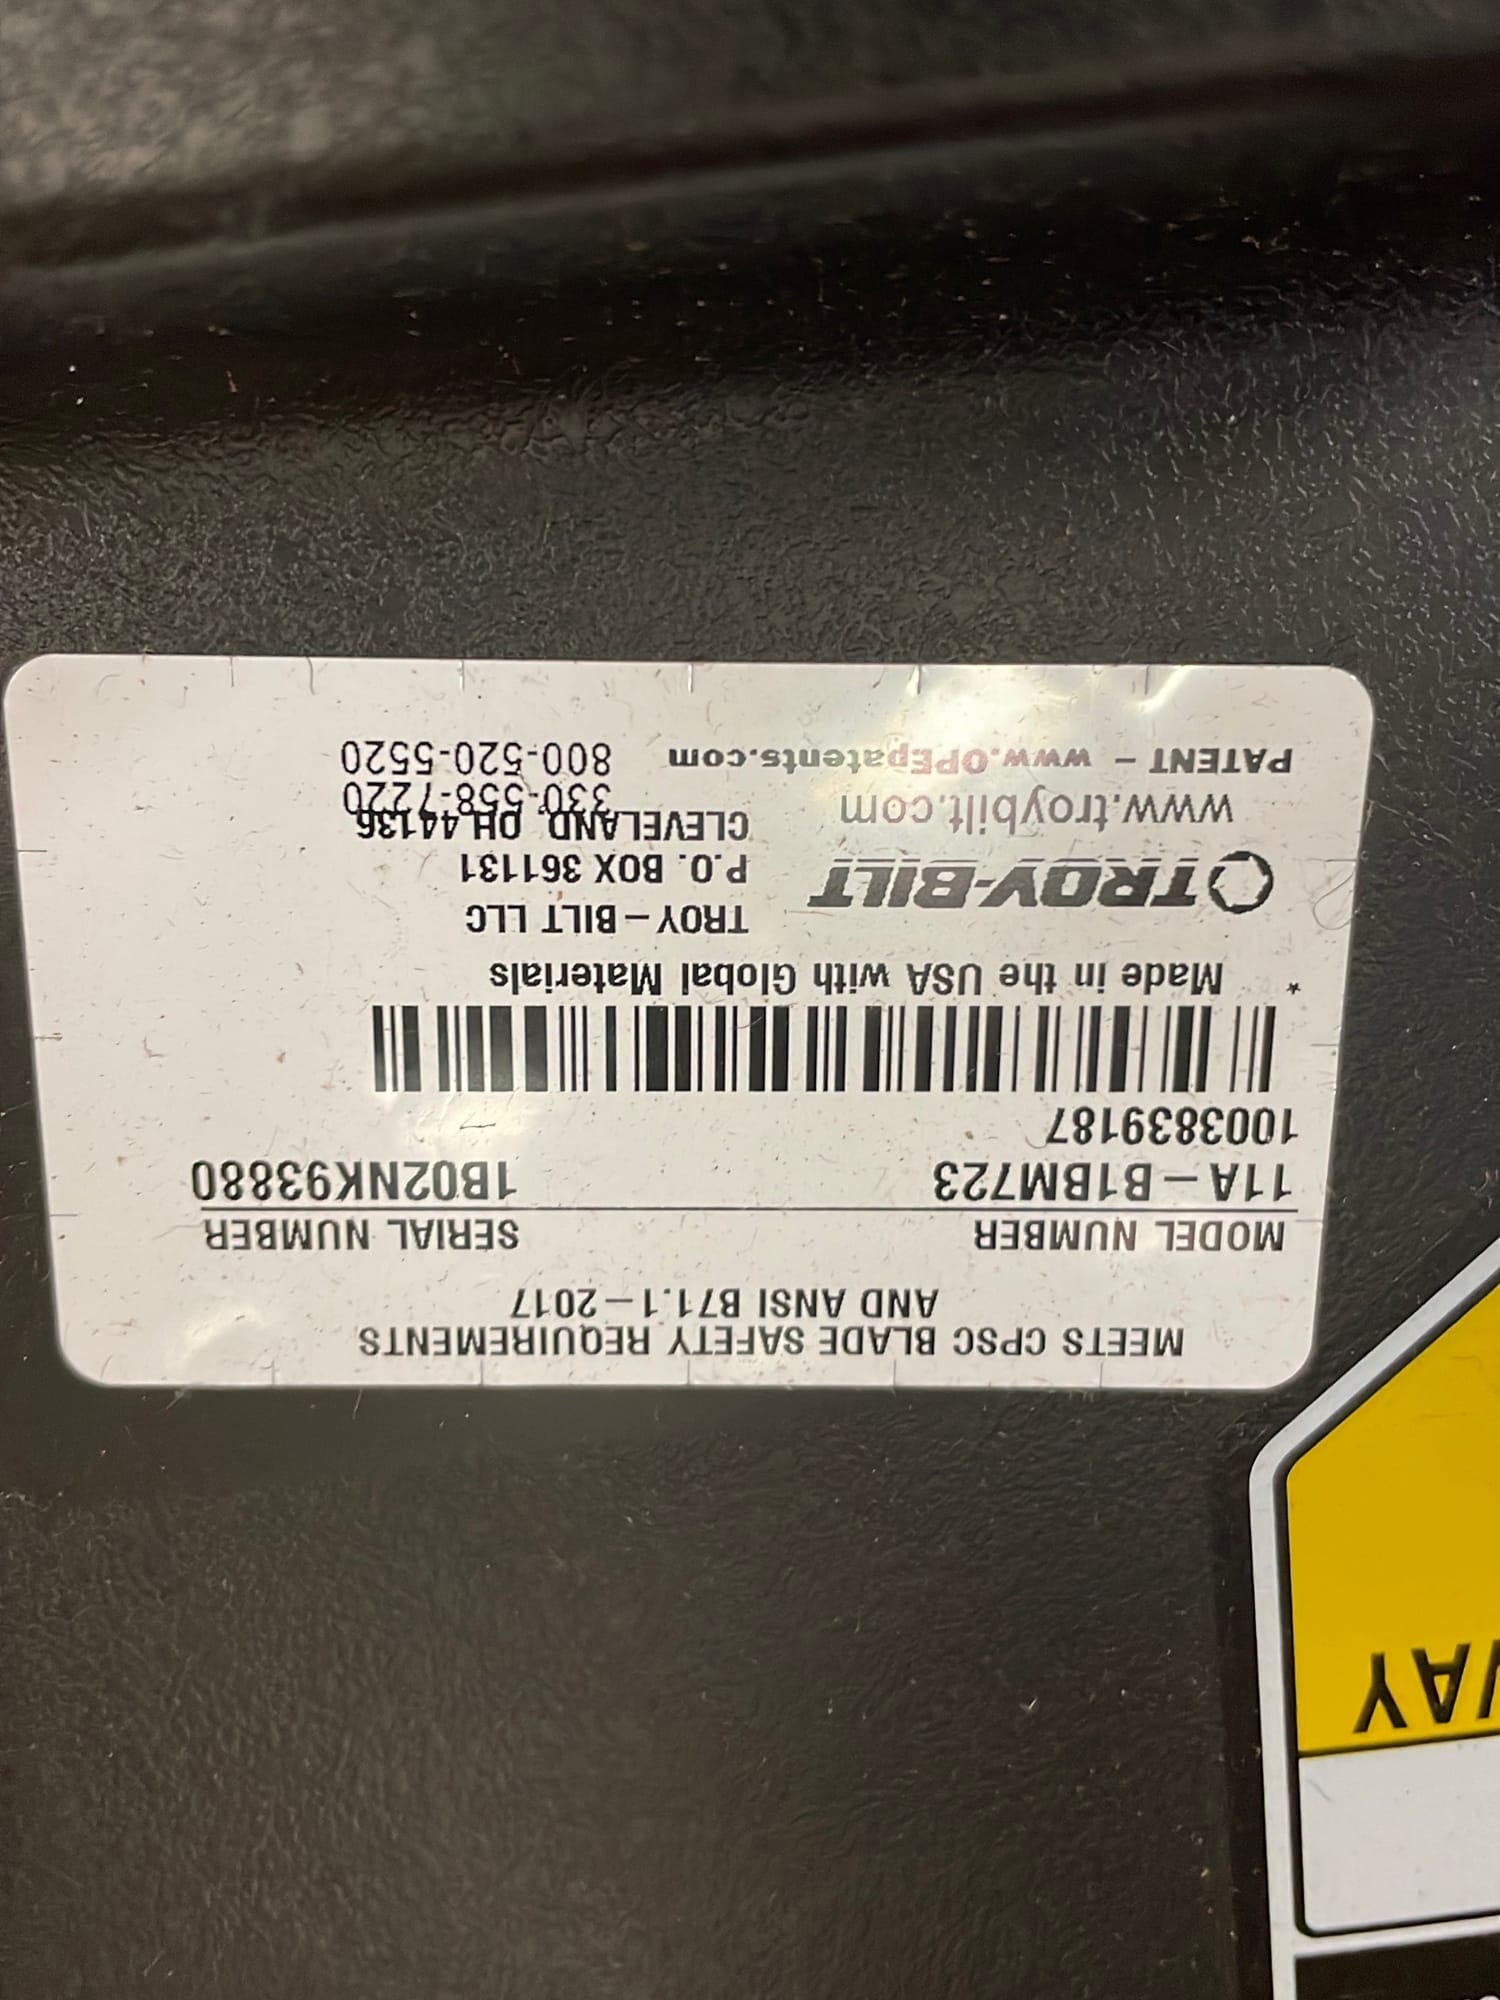 MEETS CPSC BLADE SAFETY REQUIREMENTS
AND ANSI B71.1-2017
MODEL NUMBER SERIAL NUMBER
11A-B1BM723 1B02NK93880
1003839187
* Made in the USA with Global Materials
TROY-BILT TROY-BILT LLC
P.O. BOX 361131
www.troybilt.com CLEVELAND, OH 44136
330-558-7220
PATENT - www.OPEpatents.com 800-520-5520